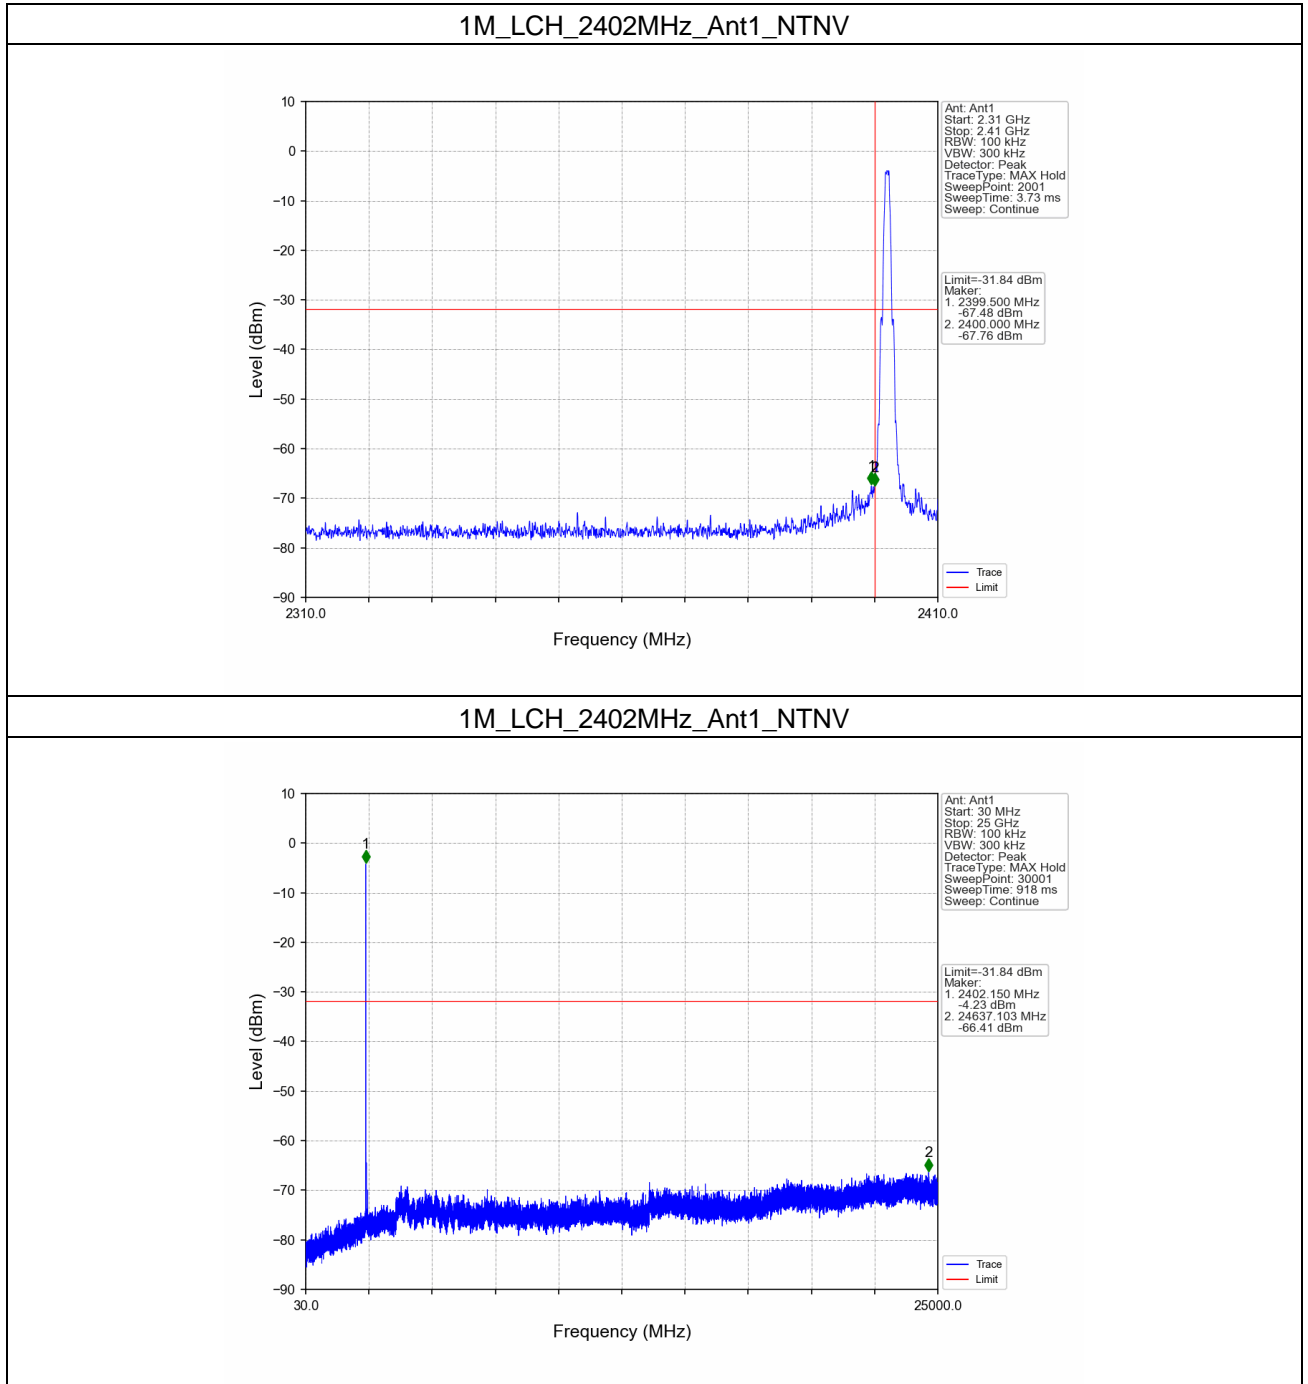 1M_LCH_2402MHz_Ant1_NTNV
10
0
−10
−20
−30
−40
−50
−60
−70
−80
−90
Level (dBm)
2310.0
2410.0
Frequency (MHz)
Ant: Ant1
Start: 2.31 GHz
Stop: 2.41 GHz
RBW: 100 kHz
VBW: 300 kHz
Detector: Peak
TraceType: MAX Hold
SweepPoint: 2001
SweepTime: 3.73 ms
Sweep: Continue
Limit=-31.84 dBm
Maker:
1. 2399.500 MHz
-67.48 dBm
2. 2400.000 MHz
-67.76 dBm
1
2
Trace
Limit
1M_LCH_2402MHz_Ant1_NTNV
10
0
−10
−20
−30
−40
−50
−60
−70
−80
−90
Level (dBm)
30.0
25000.0
Frequency (MHz)
1
2
Ant: Ant1
Start: 30 MHz
Stop: 25 GHz
RBW: 100 kHz
VBW: 300 kHz
Detector: Peak
TraceType: MAX Hold
SweepPoint: 30001
SweepTime: 918 ms
Sweep: Continue
Limit=-31.84 dBm
Maker:
1. 2402.150 MHz
-4.23 dBm
2. 24637.103 MHz
-66.41 dBm
Trace
Limit